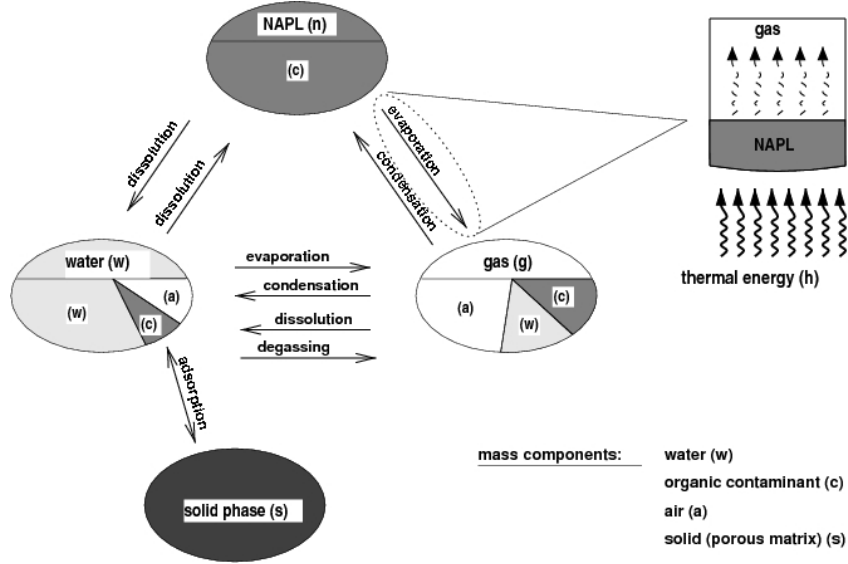 NAPL (n)
(c)
gas
NAPL
thermal energy (h)
dissolution
dissolution
evaporation
condensation
water (w)
(w)
(a)
(c)
evaporation
condensation
dissolution
degassing
gas (g)
(a)
(w)
(c)
adsorption
solid phase (s)
mass components: water (w)
organic contaminant (c)
air (a)
solid (porous matrix) (s)